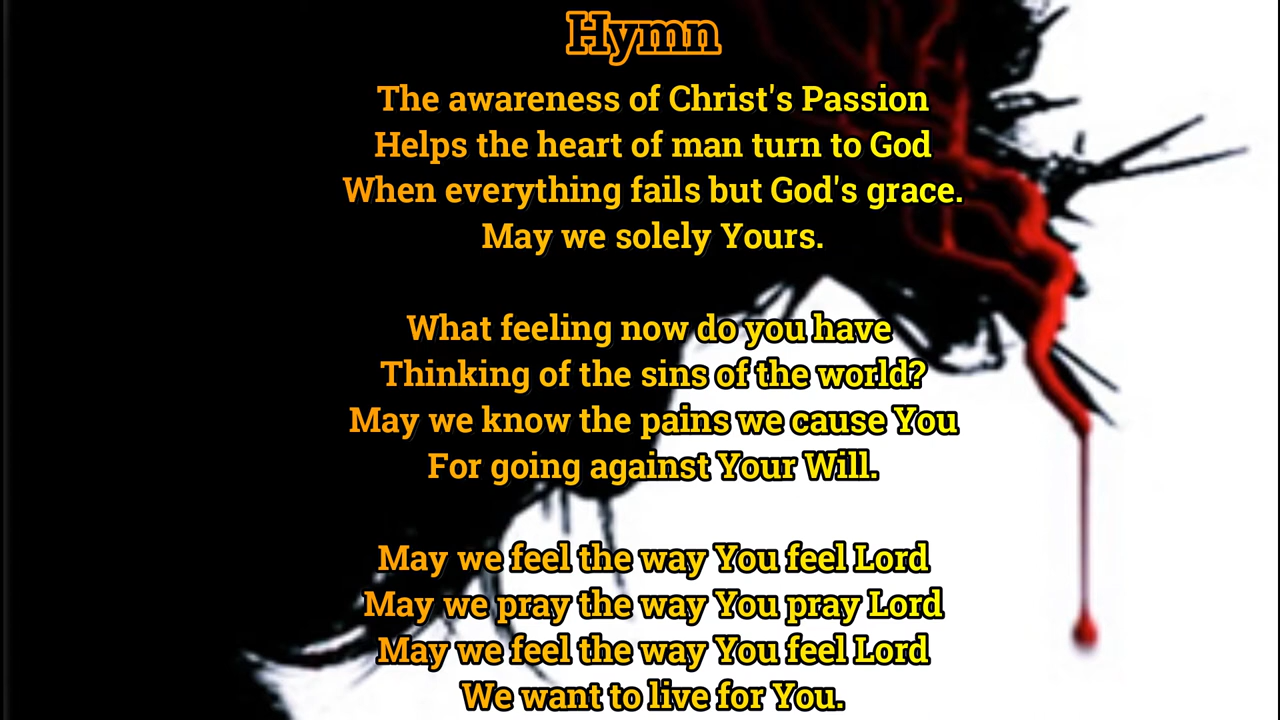 Hymn
The awareness of Christ's Passion
Helps the heart of man turn to God
When everything fails but God's grace.
May we solely Yours.
What feeling now do you have
Thinking of the sins of the world?
May we know the pains we cause You
For going against Your Will.
May we feel the way You feel Lord
May we pray the way You pray Lord
May we feel the way You feel Lord
We want to live for You.